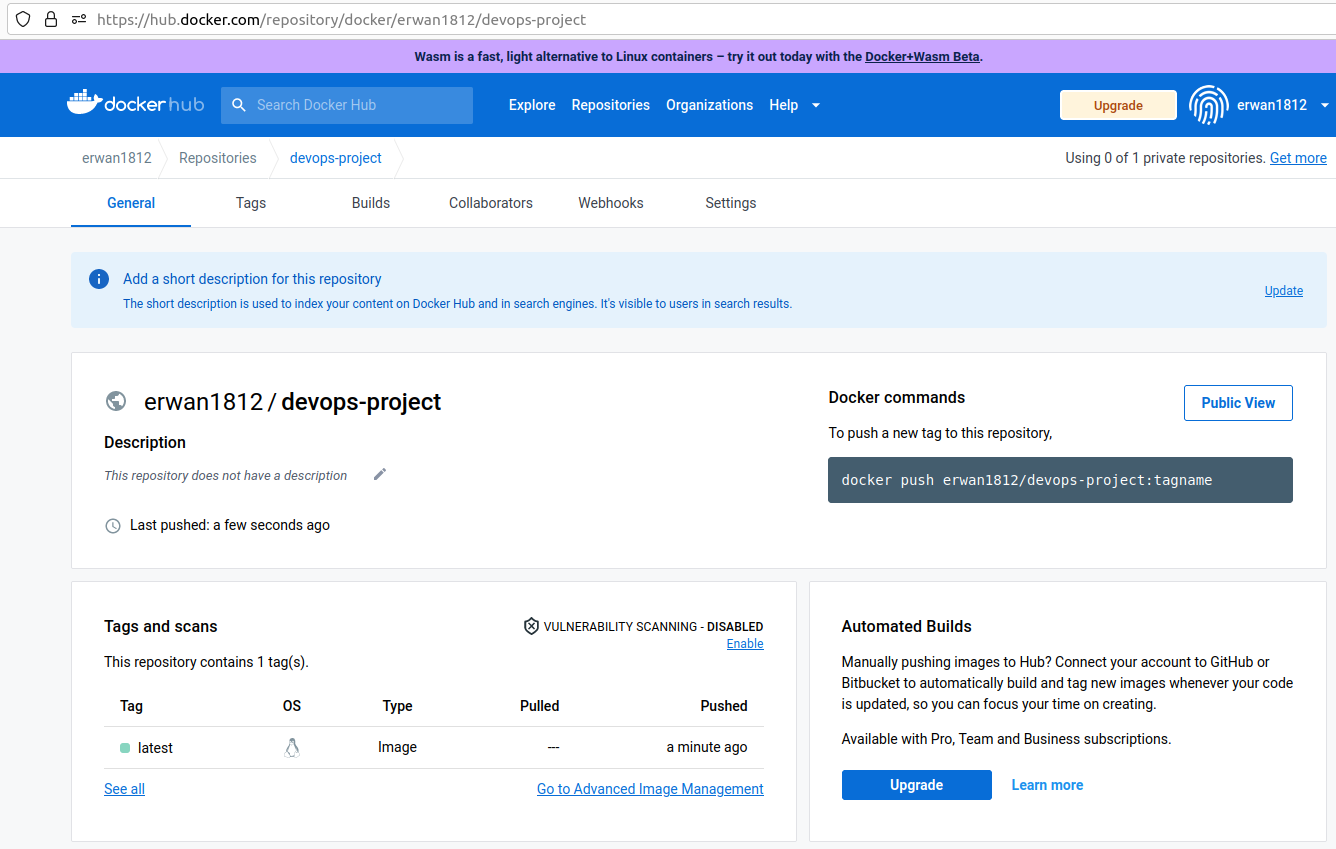 https://hub.docker.com/repository/docker/erwan1812/devops-project
Wasm is a fast, light alternative to Linux containers – try it out today with the Docker+Wasm Beta.
dockerhub
Search Docker Hub
Explore
Repositories
Organizations
Help
Upgrade
erwan1812
erwan1812
Repositories
devops-project
Using 0 of 1 private repositories. Get more
General
Tags
Builds
Collaborators
Webhooks
Settings
Add a short description for this repository
The short description is used to index your content on Docker Hub and in search engines. It's visible to users in search results.
Update
erwan1812 / devops-project
Description
This repository does not have a description
Last pushed: a few seconds ago
Docker commands
Public View
To push a new tag to this repository,
docker push erwan1812/devops-project:tagname
Tags and scans
VULNERABILITY SCANNING - DISABLED
Enable
This repository contains 1 tag(s).
Tag
OS
Type
Pulled
Pushed
latest
Image
---
a minute ago
See all
Go to Advanced Image Management
Automated Builds
Manually pushing images to Hub? Connect your account to GitHub or
Bitbucket to automatically build and tag new images whenever your code
is updated, so you can focus your time on creating.
Available with Pro, Team and Business subscriptions.
Upgrade
Learn more